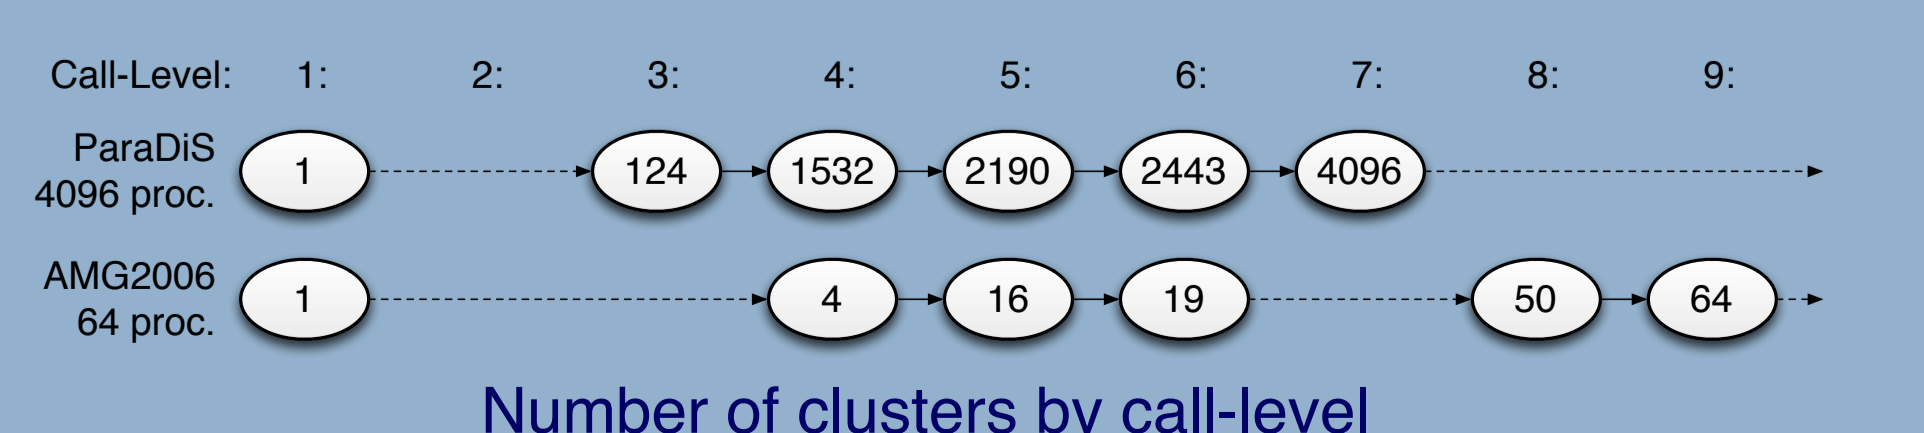 Call-Level: 1: 2: 3: 4: 5: 6: 7: 8: 9:
ParaDiS
4096 proc.
1 124 1532 2190 2443 4096
AMG2006
64 proc.
1 4 16 19 50 64
Number of clusters by call-level